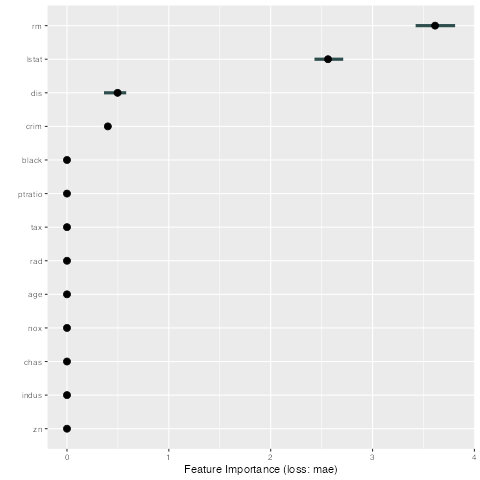 rm
lstat
dis
crim
black
ptratio
tax
rad
age
nox
chas
indus
zn
0 1 2 3 4
Feature Importance (loss: mae)